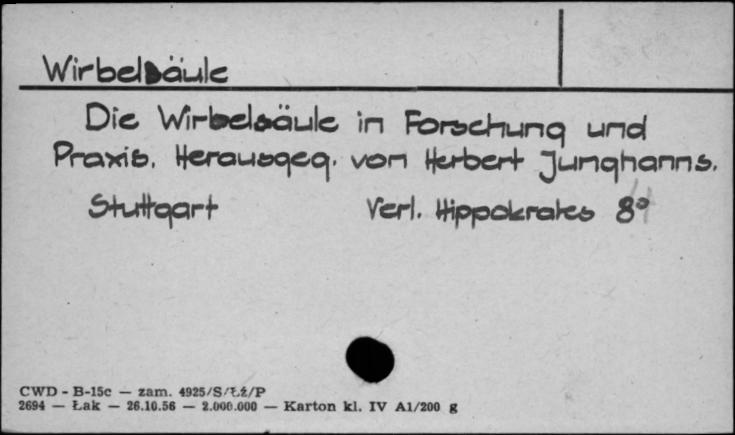 Wirbelsäule
Die Wirbelsäule in Forschung und
Praxis. Herausgeg. von Herbert Junghanns.
Stuttgart Verl. Hippokrates 8°
CWD - B-15c — zam. 4925/S/Łź/P
2694 — Łak — 26.10.56 — 2.000.000 — Karton kl. IV A1/200 g